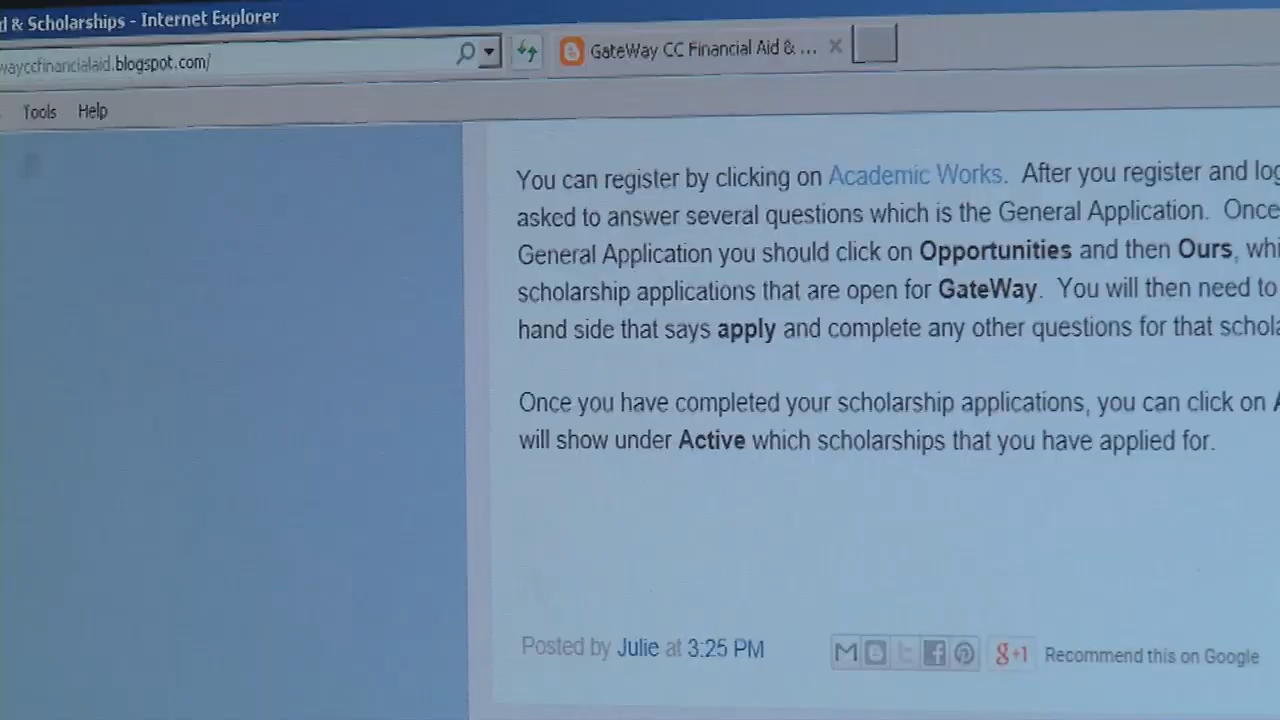 d & Scholarships - Internet Explorer
wayccfinancialaid.blogspot.com/
GateWay CC Financial Aid & ...
Tools Help
You can register by clicking on Academic Works. After you register and log
asked to answer several questions which is the General Application. Once
General Application you should click on Opportunities and then Ours, whi
scholarship applications that are open for GateWay. You will then need to
hand side that says apply and complete any other questions for that schola
Once you have completed your scholarship applications, you can click on A
will show under Active which scholarships that you have applied for.
Posted by Julie at 3:25 PM
g+1 Recommend this on Google